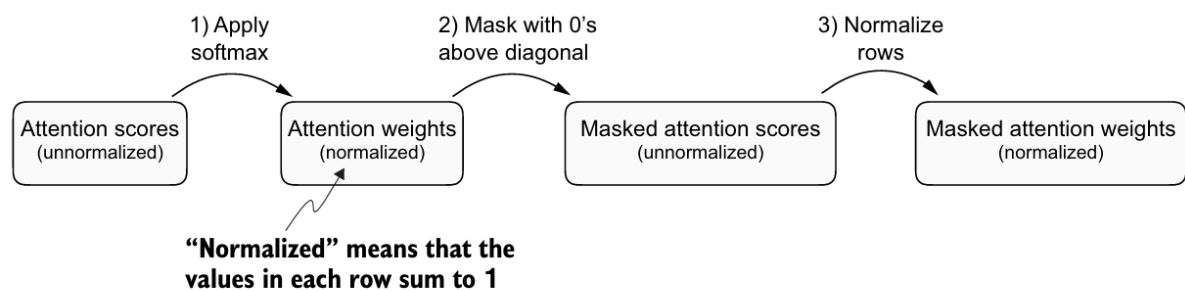 1) Apply
softmax
2) Mask with 0's
above diagonal
3) Normalize
rows
Attention scores
(unnormalized)
Attention weights
(normalized)
Masked attention scores
(unnormalized)
Masked attention weights
(normalized)
“Normalized” means that the
values in each row sum to 1